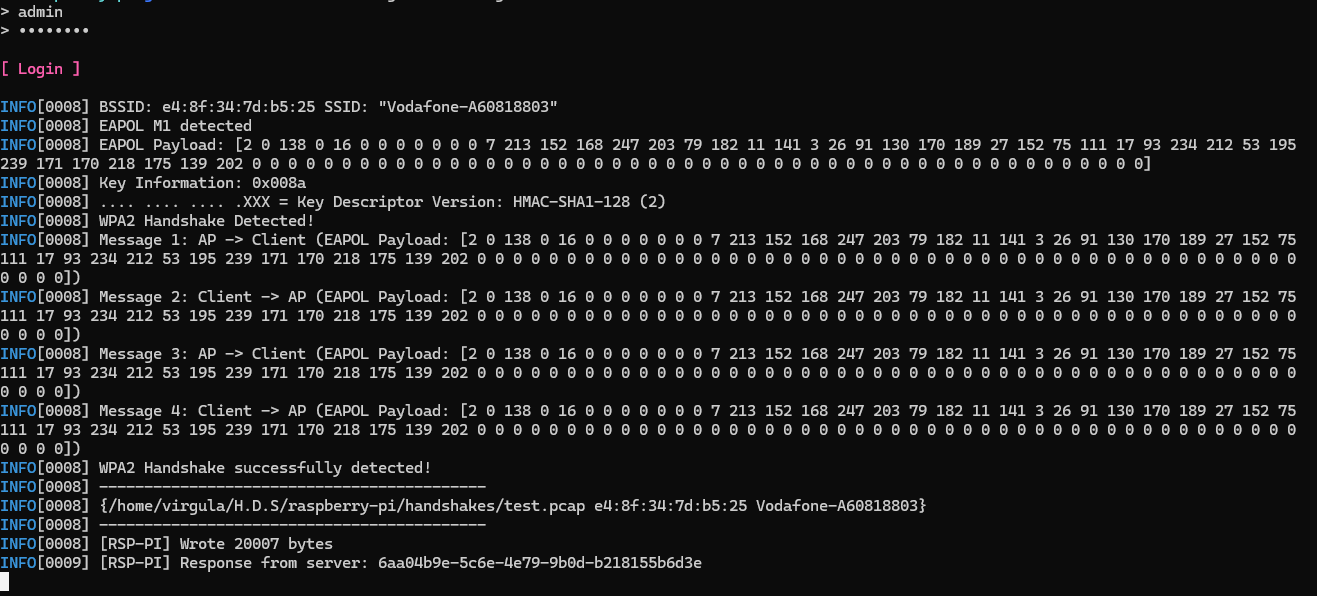 > admin
> ••••••••
[ Login ]
INFO[0008] BSSID: e4:8f:34:7d:b5:25 SSID: "Vodafone-A60818803"
INFO[0008] EAPOL M1 detected
INFO[0008] EAPOL Payload: [2 0 138 0 16 0 0 0 0 0 0 0 7 213 152 168 247 203 79 182 11 141 3 26 91 130 170 189 27 152 75 111 17 93 234 212 53 195
239 171 170 218 175 139 202 0 0 0 0 0 0 0 0 0 0 0 0 0 0 0 0 0 0 0 0 0 0 0 0 0 0 0 0 0 0 0 0 0 0 0 0 0 0 0 0 0 0 0 0 0 0 0 0 0 0]
INFO[0008] Key Information: 0x008a
INFO[0008] .... .... .... .XXX = Key Descriptor Version: HMAC-SHA1-128 (2)
INFO[0008] WPA2 Handshake Detected!
INFO[0008] Message 1: AP -> Client (EAPOL Payload: [2 0 138 0 16 0 0 0 0 0 0 0 7 213 152 168 247 203 79 182 11 141 3 26 91 130 170 189 27 152 75
111 17 93 234 212 53 195 239 171 170 218 175 139 202 0 0 0 0 0 0 0 0 0 0 0 0 0 0 0 0 0 0 0 0 0 0 0 0 0 0 0 0 0 0 0 0 0 0 0 0 0 0 0 0 0 0
0 0 0 0])
INFO[0008] Message 2: Client -> AP (EAPOL Payload: [2 0 138 0 16 0 0 0 0 0 0 0 7 213 152 168 247 203 79 182 11 141 3 26 91 130 170 189 27 152 75
111 17 93 234 212 53 195 239 171 170 218 175 139 202 0 0 0 0 0 0 0 0 0 0 0 0 0 0 0 0 0 0 0 0 0 0 0 0 0 0 0 0 0 0 0 0 0 0 0 0 0 0 0 0 0 0
0 0 0 0])
INFO[0008] Message 3: AP -> Client (EAPOL Payload: [2 0 138 0 16 0 0 0 0 0 0 0 7 213 152 168 247 203 79 182 11 141 3 26 91 130 170 189 27 152 75
111 17 93 234 212 53 195 239 171 170 218 175 139 202 0 0 0 0 0 0 0 0 0 0 0 0 0 0 0 0 0 0 0 0 0 0 0 0 0 0 0 0 0 0 0 0 0 0 0 0 0 0 0 0 0 0
0 0 0 0])
INFO[0008] Message 4: Client -> AP (EAPOL Payload: [2 0 138 0 16 0 0 0 0 0 0 0 7 213 152 168 247 203 79 182 11 141 3 26 91 130 170 189 27 152 75
111 17 93 234 212 53 195 239 171 170 218 175 139 202 0 0 0 0 0 0 0 0 0 0 0 0 0 0 0 0 0 0 0 0 0 0 0 0 0 0 0 0 0 0 0 0 0 0 0 0 0 0 0 0 0 0
0 0 0 0])
INFO[0008] WPA2 Handshake successfully detected!
INFO[0008] -------------------------------------------
INFO[0008] {/home/virgula/H.D.S/raspberry-pi/handshakes/test.pcap e4:8f:34:7d:b5:25 Vodafone-A60818803}
INFO[0008] -------------------------------------------
INFO[0008] [RSP-PI] Wrote 20007 bytes
INFO[0009] [RSP-PI] Response from server: 6aa04b9e-5c6e-4e79-9b0d-b218155b6d3e